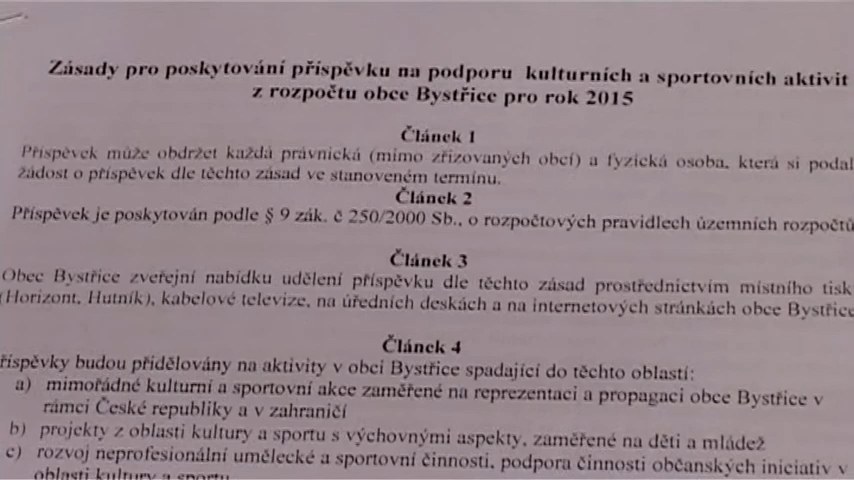 Zásady pro poskytování příspěvku na podporu kulturních a sportovních aktivit
z rozpočtu obce Bystřice pro rok 2015
Článek 1
Příspěvek může obdržet každá právnická (mimo zřizovaných obcí) a fyzická osoba, která si podal
žádost o příspěvek dle těchto zásad ve stanoveném termínu.
Článek 2
Příspěvek je poskytován podle § 9 zák. č 250/2000 Sb., o rozpočtových pravidlech územních rozpočtů
Článek 3
Obec Bystřice zveřejní nabídku udělení příspěvku dle těchto zásad prostřednictvím místního tisk
(Horizont, Hutník), kabelové televize, na úředních deskách a na internetových stránkách obce Bystřice
Článek 4
říspěvky budou přidělovány na aktivity v obci Bystřice spadající do těchto oblastí:
a) mimořádné kulturní a sportovní akce zaměřené na reprezentaci a propagaci obce Bystřice v
rámci České republiky a v zahraničí
b) projekty z oblasti kultury a sportu s výchovnými aspekty, zaměřené na děti a mládež
c) rozvoj neprofesionální umělecké a sportovní činnosti, podpora činnosti občanských iniciativ v
oblasti kultury a sportu